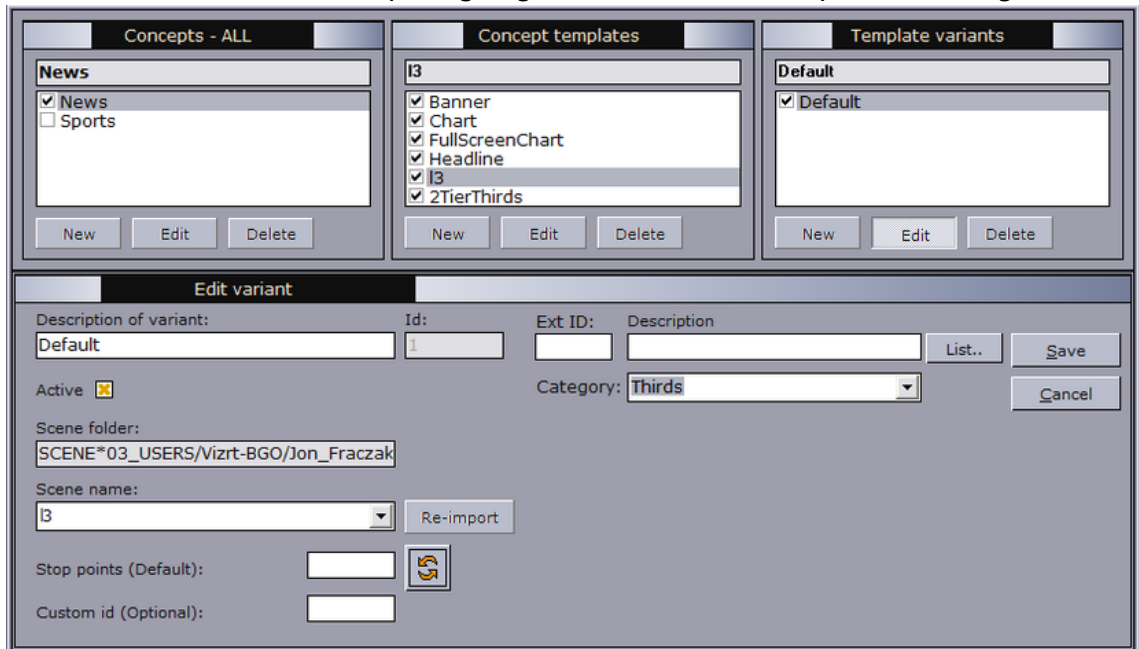 Concepts - ALL
News
News
Sports
New Edit Delete
Concept templates
l3
Banner
Chart
FullScreenChart
Headline
l3
2TierThirds
New Edit Delete
Template variants
Default
Default
New Edit Delete
Edit variant
Description of variant: Id: Ext ID: Description
Default 1 List.. Save
Active Category: Thirds Cancel
Scene folder:
SCENE*03_USERS/Vizrt-BGO/Jon_Fraczak
Scene name:
l3 Re-import
Stop points (Default):
Custom id (Optional):